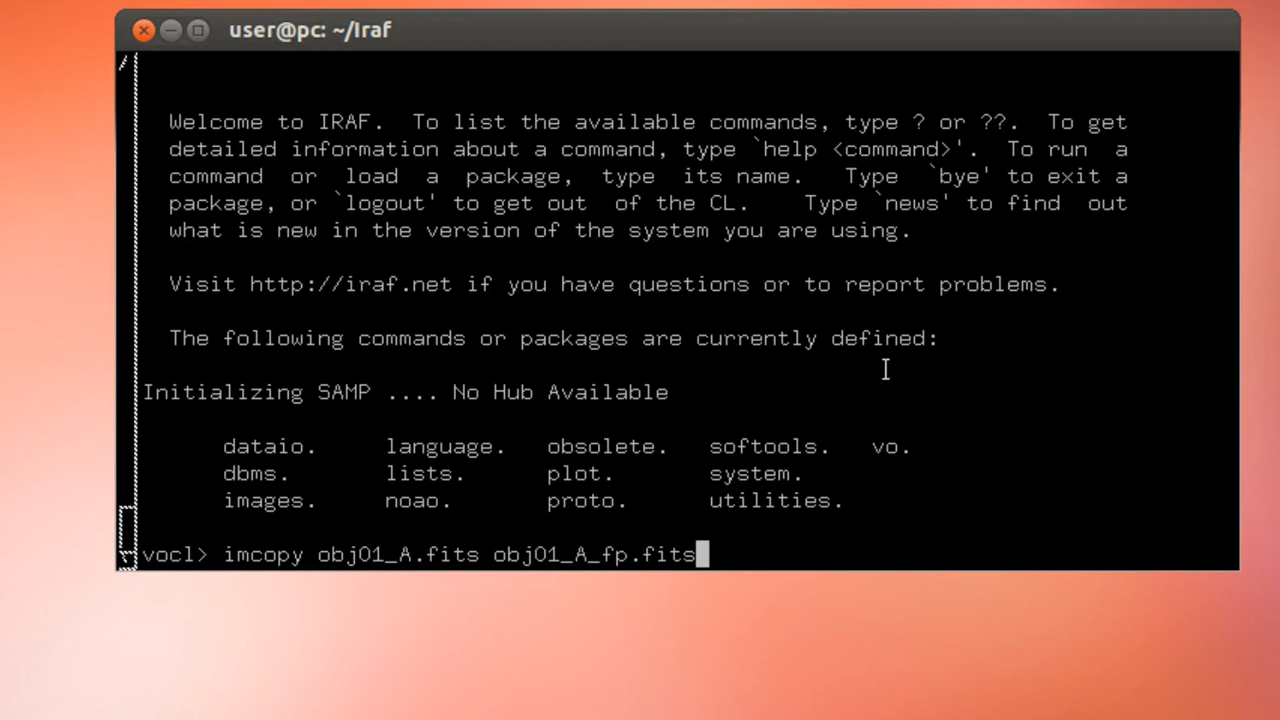 user@pc: ~/Iraf
Welcome to IRAF. To list the available commands, type ? or ??. To get
detailed information about a command, type `help <command>'. To run a
command or load a package, type its name. Type `bye' to exit a
package, or `logout' to get out of the CL. Type `news' to find out
what is new in the version of the system you are using.
Visit http://iraf.net if you have questions or to report problems.
The following commands or packages are currently defined:
Initializing SAMP .... No Hub Available
dataio. language. obsolete. softools. vo.
dbms. lists. plot. system.
images. noao. proto. utilities.
vocl> imcopy obj01_A.fits obj01_A_fp.fits